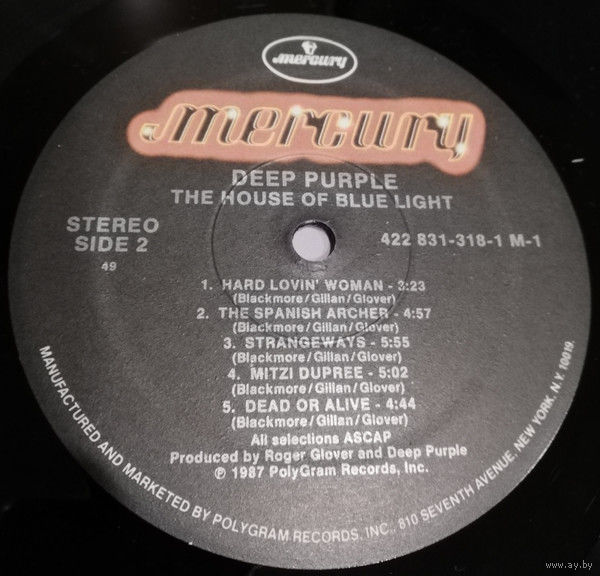 mercury
mercury
DEEP PURPLE
THE HOUSE OF BLUE LIGHT
STEREO
SIDE 2
49
422 831-318-1 M-1
1. HARD LOVIN' WOMAN - 3:23
(Blackmore/Gillan/Glover)
2. THE SPANISH ARCHER - 4:57
(Blackmore/Gillan/Glover)
3. STRANGEWAYS - 5:55
(Blackmore/Gillan/Glover)
4. MITZI DUPREE - 5:02
(Blackmore/Gillan/Glover)
5. DEAD OR ALIVE - 4:44
(Blackmore/Gillan/Glover)
All selections ASCAP
Produced by Roger Glover and Deep Purple
℗ 1987 PolyGram Records, Inc.
MANUFACTURED AND MARKETED BY POLYGRAM RECORDS, INC., 810 SEVENTH AVENUE, NEW YORK, N.Y. 10019.
www.ay.by